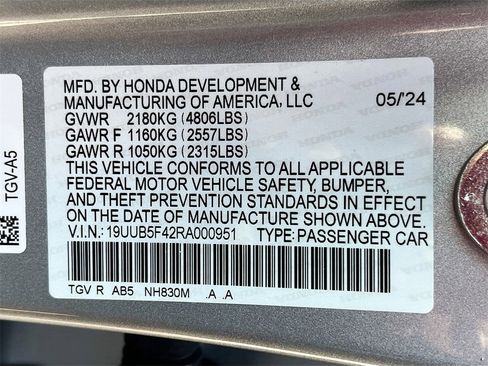 MFD. BY HONDA DEVELOPMENT &
MANUFACTURING OF AMERICA, LLC 05/'24
GVWR 2180KG (4806LBS)
GAWR F 1160KG (2557LBS)
GAWR R 1050KG (2315LBS)
THIS VEHICLE CONFORMS TO ALL APPLICABLE
FEDERAL MOTOR VEHICLE SAFETY, BUMPER,
AND THEFT PREVENTION STANDARDS IN EFFECT
ON THE DATE OF MANUFACTURE SHOWN ABOVE.
V.I.N.: 19UUB5F42RA000951 TYPE: PASSENGER CAR
TGV R AB5 NH830M .A .A
TGV-A5